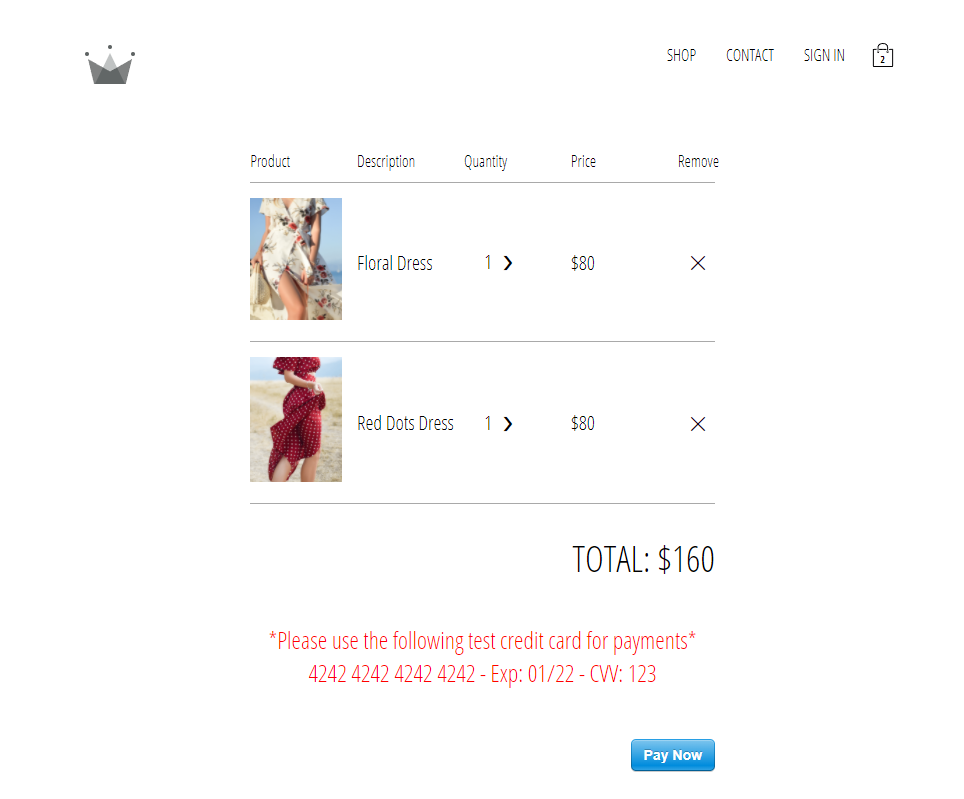 SHOP CONTACT SIGN IN 2
Product Description Quantity Price Remove
Floral Dress 1 ❯ $80
Red Dots Dress 1 ❯ $80
TOTAL: $160
*Please use the following test credit card for payments*
4242 4242 4242 4242 - Exp: 01/22 - CVV: 123
Pay Now